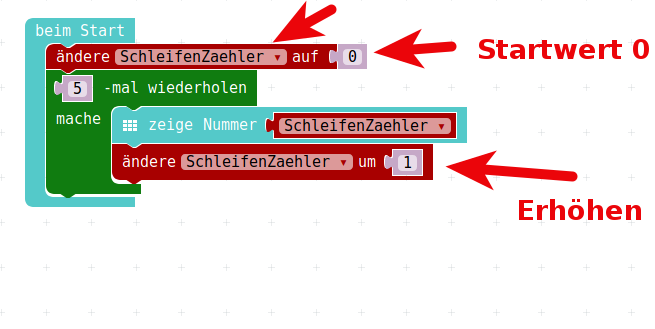 beim Start
ändere SchleifenZaehler ▾ auf 0
Startwert 0
5 -mal wiederholen
mache zeige Nummer SchleifenZaehler ▾
ändere SchleifenZaehler ▾ um 1
Erhöhen